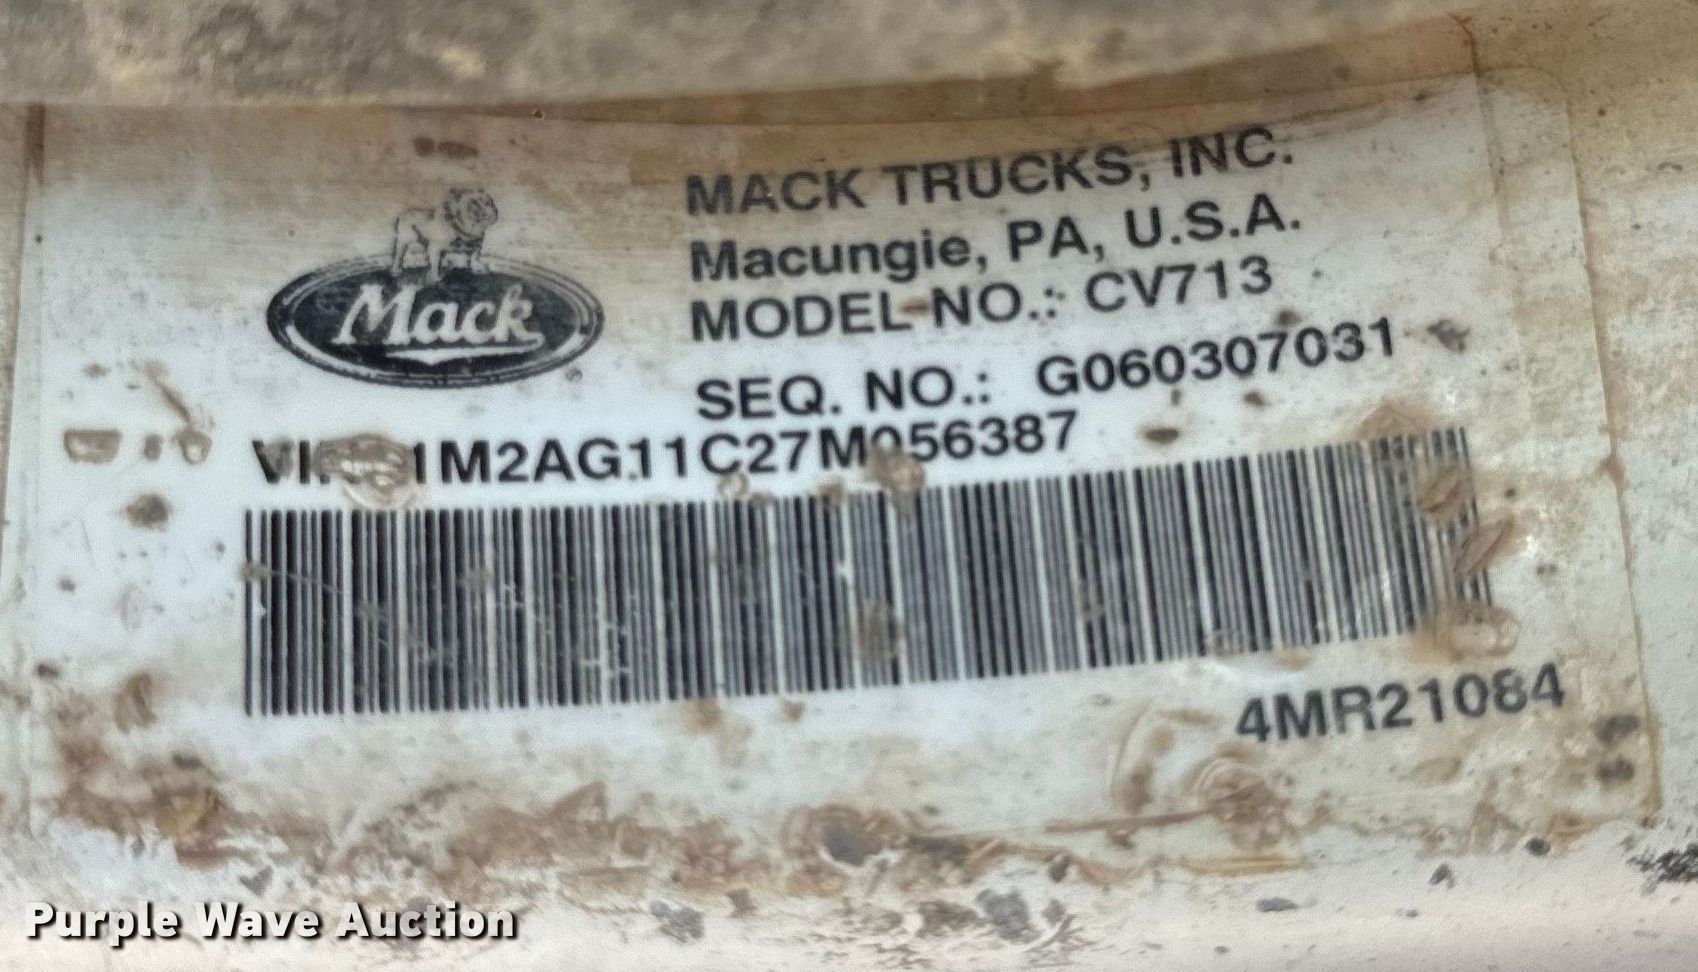 Mack
MACK TRUCKS, INC.
Macungie, PA, U.S.A.
MODEL NO.: CV713
SEQ. NO.: G060307031
1M2AG11C27M056387
4MR21084
Purple Wave Auction